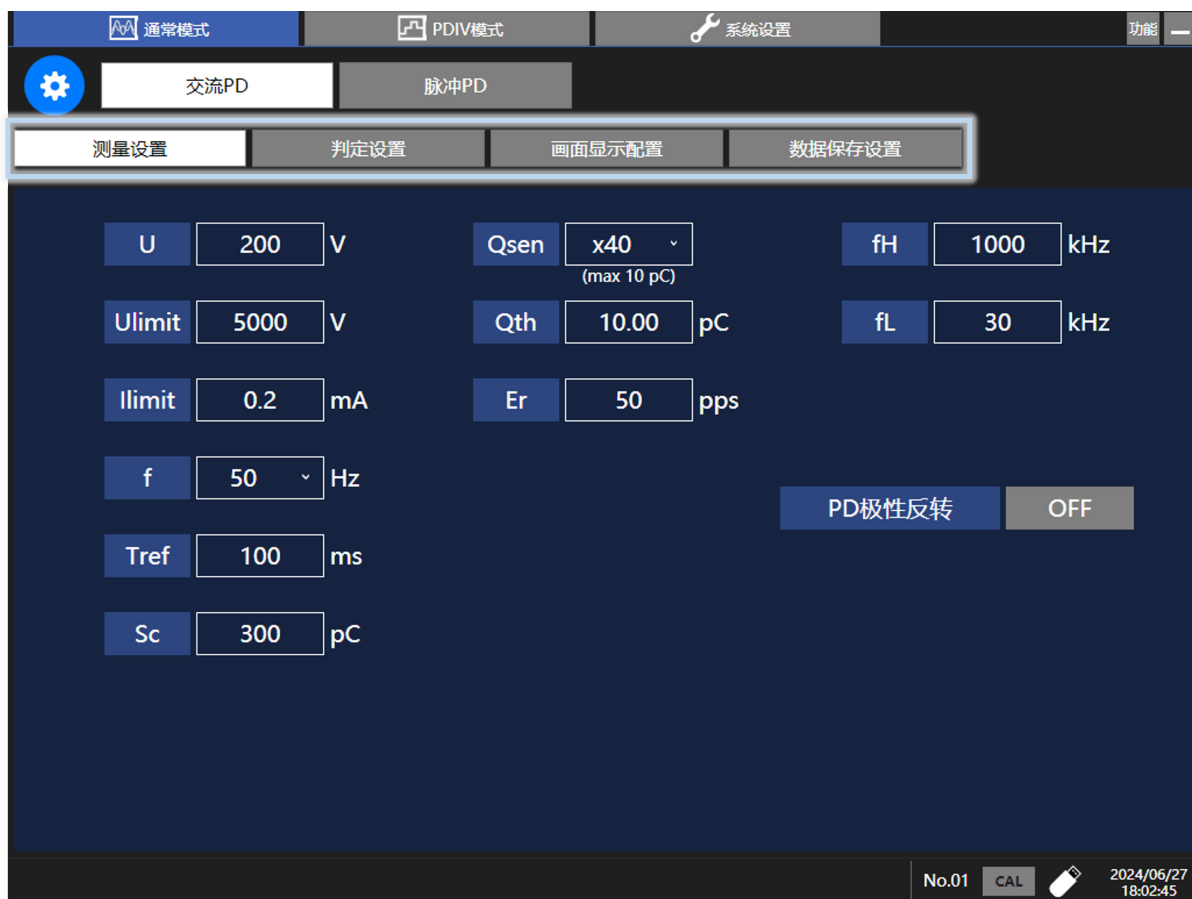 通常模式 PDIV模式 系统设置 功能
交流PD 脉冲PD
测量设置 判定设置 画面显示配置 数据保存设置
U 200 V Qsen x40 fH 1000 kHz
(max 10 pC)
Ulimit 5000 V Qth 10.00 pC fL 30 kHz
Ilimit 0.2 mA Er 50 pps
f 50 Hz
PD极性反转 OFF
Tref 100 ms
Sc 300 pC
No.01 CAL 2024/06/27
18:02:45